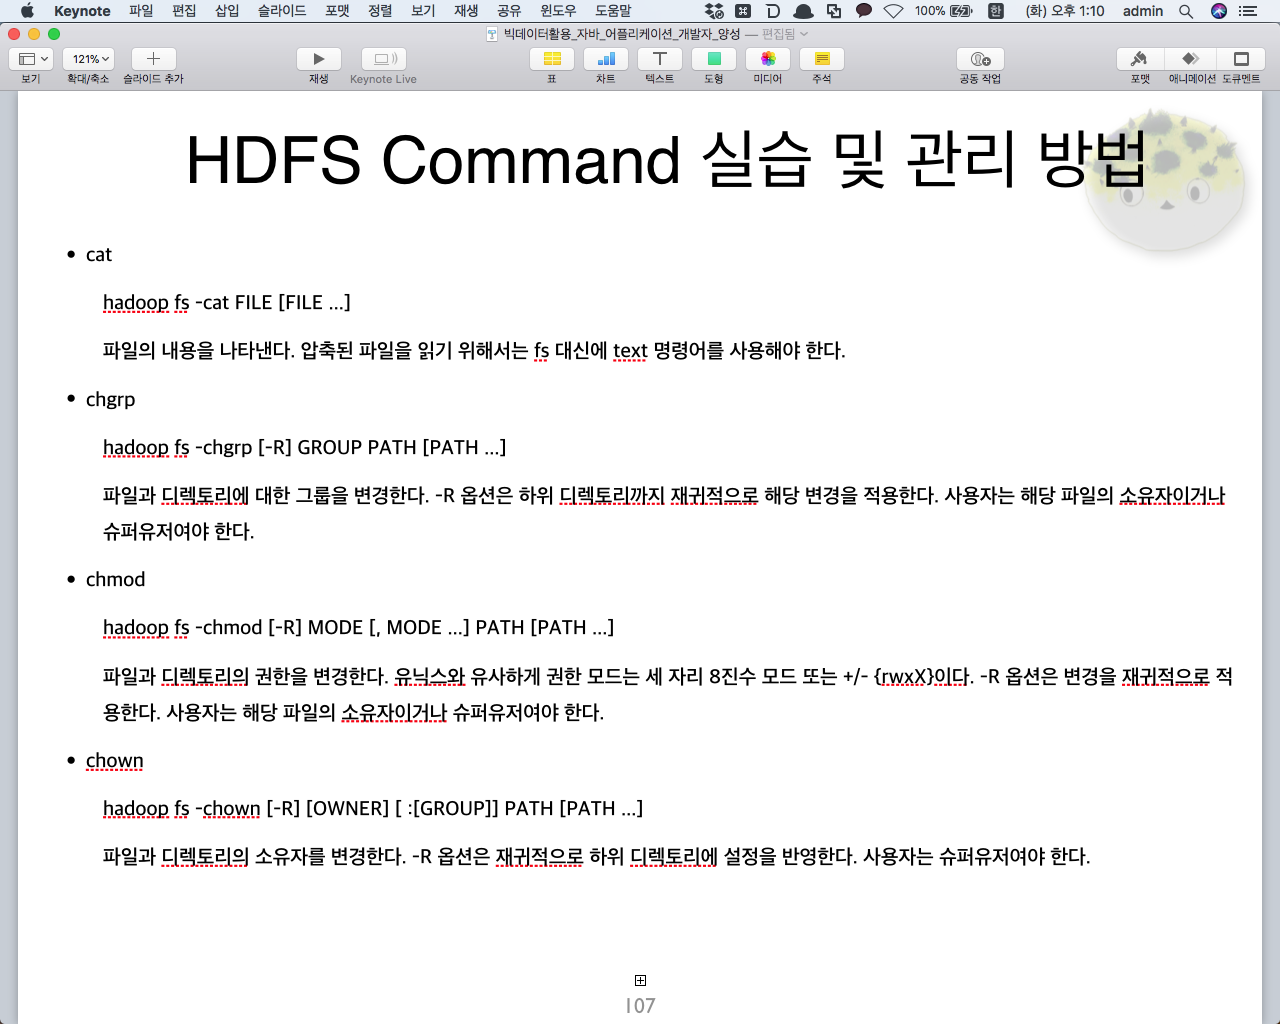 Keynote 파일 편집 삽입 슬라이드 포맷 정렬 보기 재생 공유 윈도우 도움말 100% 한 (화) 오후 1:10 admin
빅데이터활용_자바_어플리케이션_개발자_양성 — 편집됨
121%
보기 확대/축소 슬라이드 추가 재생 Keynote Live 표 차트 텍스트 도형 미디어 주석 공동 작업 포맷 애니메이션 도큐멘트
HDFS Command 실습 및 관리 방법
• cat
hadoop fs -cat FILE [FILE ...]
파일의 내용을 나타낸다. 압축된 파일을 읽기 위해서는 fs 대신에 text 명령어를 사용해야 한다.
• chgrp
hadoop fs -chgrp [-R] GROUP PATH [PATH ...]
파일과 디렉토리에 대한 그룹을 변경한다. -R 옵션은 하위 디렉토리까지 재귀적으로 해당 변경을 적용한다. 사용자는 해당 파일의 소유자이거나
슈퍼유저여야 한다.
• chmod
hadoop fs -chmod [-R] MODE [, MODE ...] PATH [PATH ...]
파일과 디렉토리의 권한을 변경한다. 유닉스와 유사하게 권한 모드는 세 자리 8진수 모드 또는 +/- {rwxX}이다. -R 옵션은 변경을 재귀적으로 적
용한다. 사용자는 해당 파일의 소유자이거나 슈퍼유저여야 한다.
• chown
hadoop fs -chown [-R] [OWNER] [ :[GROUP]] PATH [PATH ...]
파일과 디렉토리의 소유자를 변경한다. -R 옵션은 재귀적으로 하위 디렉토리에 설정을 반영한다. 사용자는 슈퍼유저여야 한다.
107